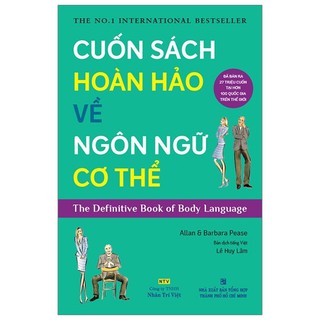 THE NO.1 INTERNATIONAL BESTSELLER
CUỐN SÁCH
HOÀN HẢO
VỀ
NGÔN NGỮ
CƠ THỂ
ĐÃ BÁN RA
27 TRIỆU CUỐN
TẠI HƠN
100 QUỐC GIA
TRÊN THẾ GIỚI
The Definitive Book of Body Language
Allan & Barbara Pease
Bản dịch tiếng Việt
Lê Huy Lâm
NTV
Công ty TNHH
Nhân Trí Việt
NHÀ XUẤT BẢN TỔNG HỢP
THÀNH PHỐ HỒ CHÍ MINH